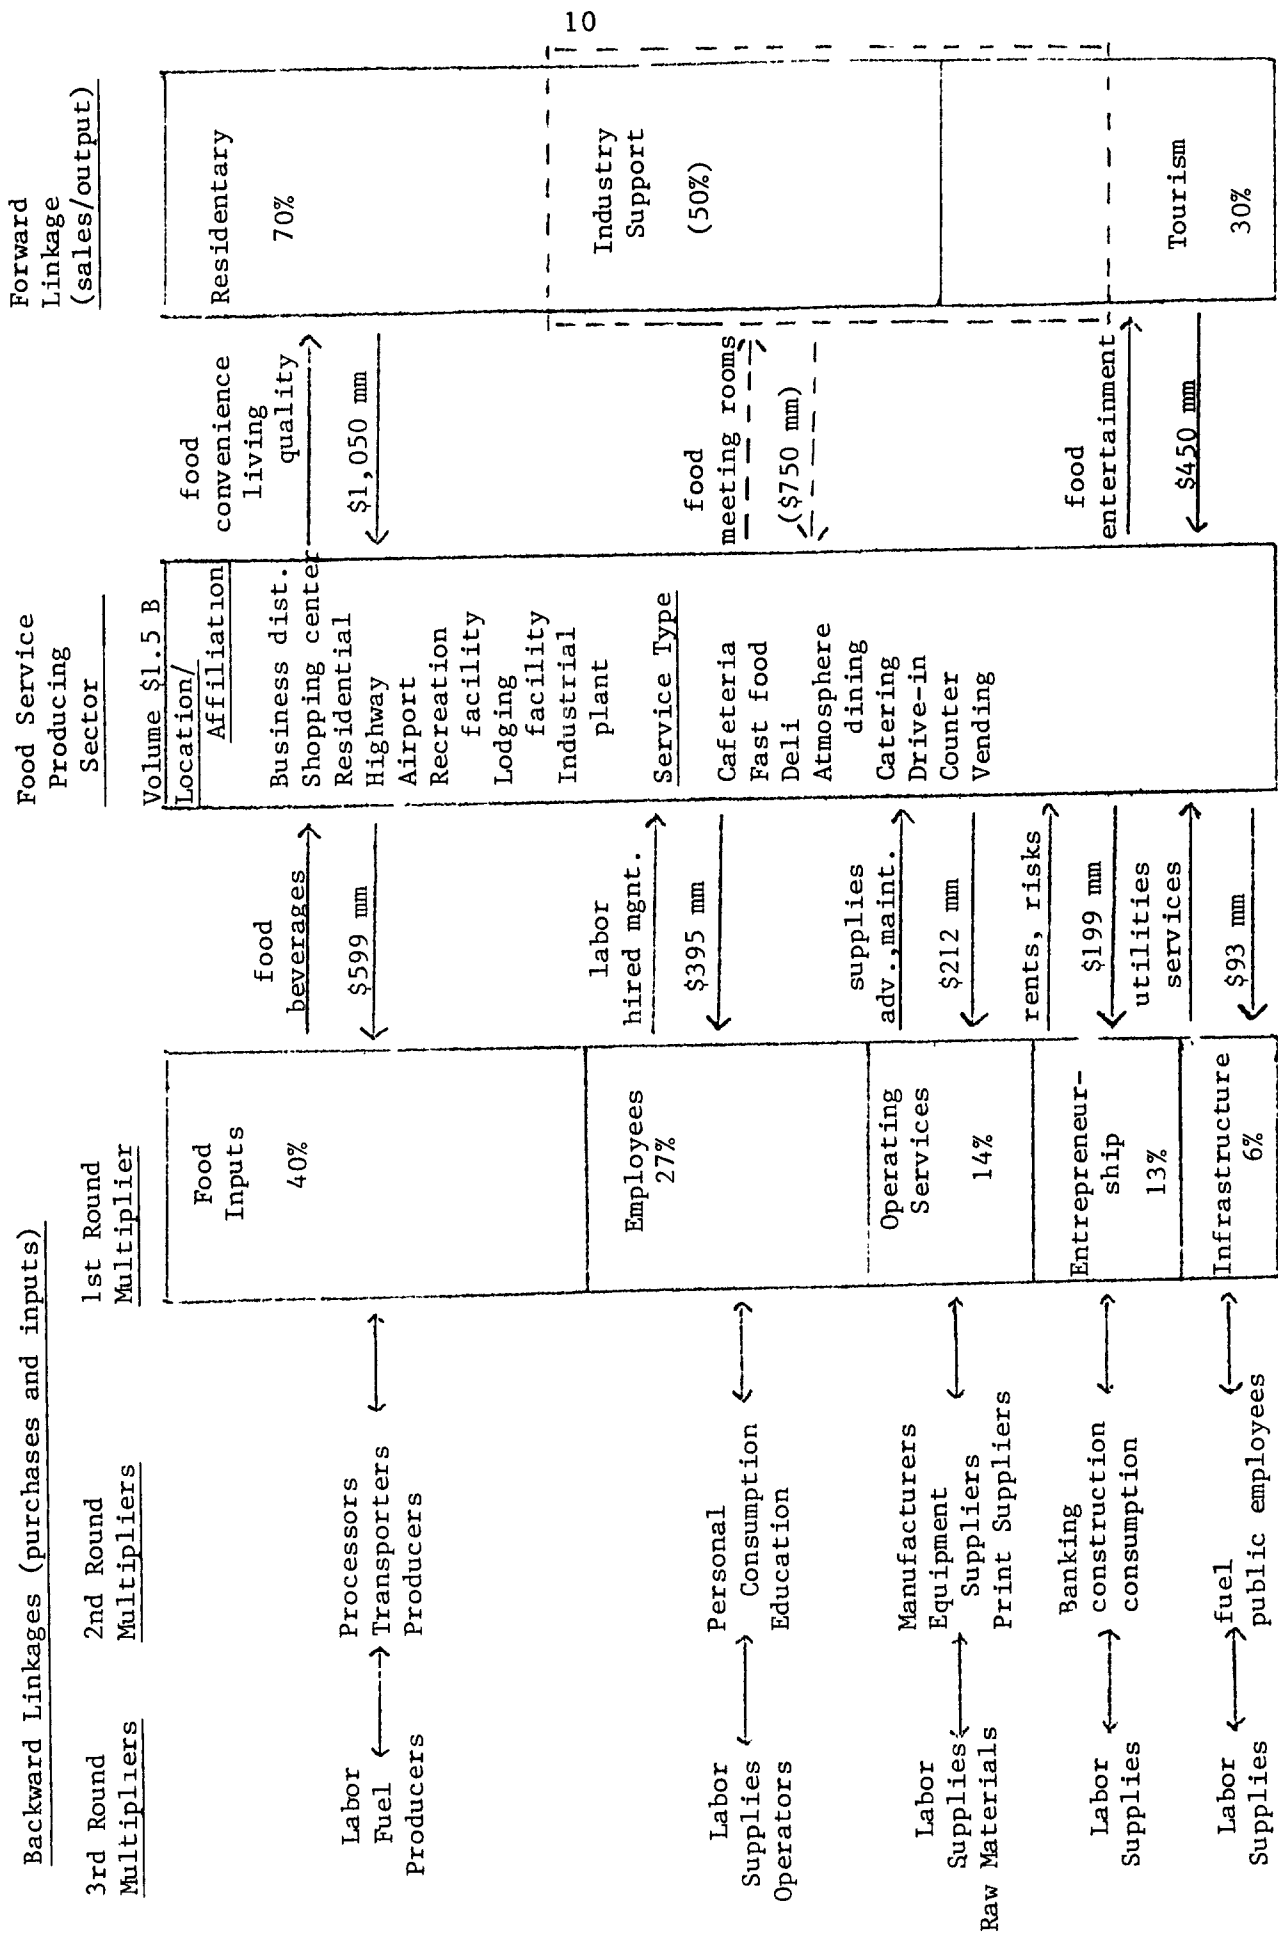 10
Backward Linkages (purchases and inputs)
3rd Round
Multipliers
2nd Round
Multipliers
1st Round
Multiplier
Food Service
Producing
Sector
Forward
Linkage
(sales/output)
Labor
Fuel
Producers
Processors
Transporters
Producers
Food
Inputs
40%
food
beverages
$599 mm
Labor
Supplies
Operators
Personal
Consumption
Education
Employees
27%
labor
hired mgnt.
$395 mm
Labor
Supplies
Raw Materials
Manufacturers
Equipment
Suppliers
Print Suppliers
Operating
Services
14%
supplies
adv.,maint.
$212 mm
Labor
Supplies
Banking
construction
consumption
Entrepreneur-
ship
13%
rents, risks
$199 mm
Labor
Supplies
fuel
public employees
Infrastructure
6%
utilities
services
$93 mm
Volume $1.5 B
Location/
Affiliation
Business dist.
Shopping center
Residential
Highway
Airport
Recreation
facility
Lodging
facility
Industrial
plant
Service Type
Cafeteria
Fast food
Deli
Atmosphere
dining
Catering
Drive-in
Counter
Vending
food
convenience
living
quality
$1,050 mm
Residentary
70%
food
meeting rooms
($750 mm)
Industry
Support
(50%)
food
entertainment
$450 mm
Tourism
30%